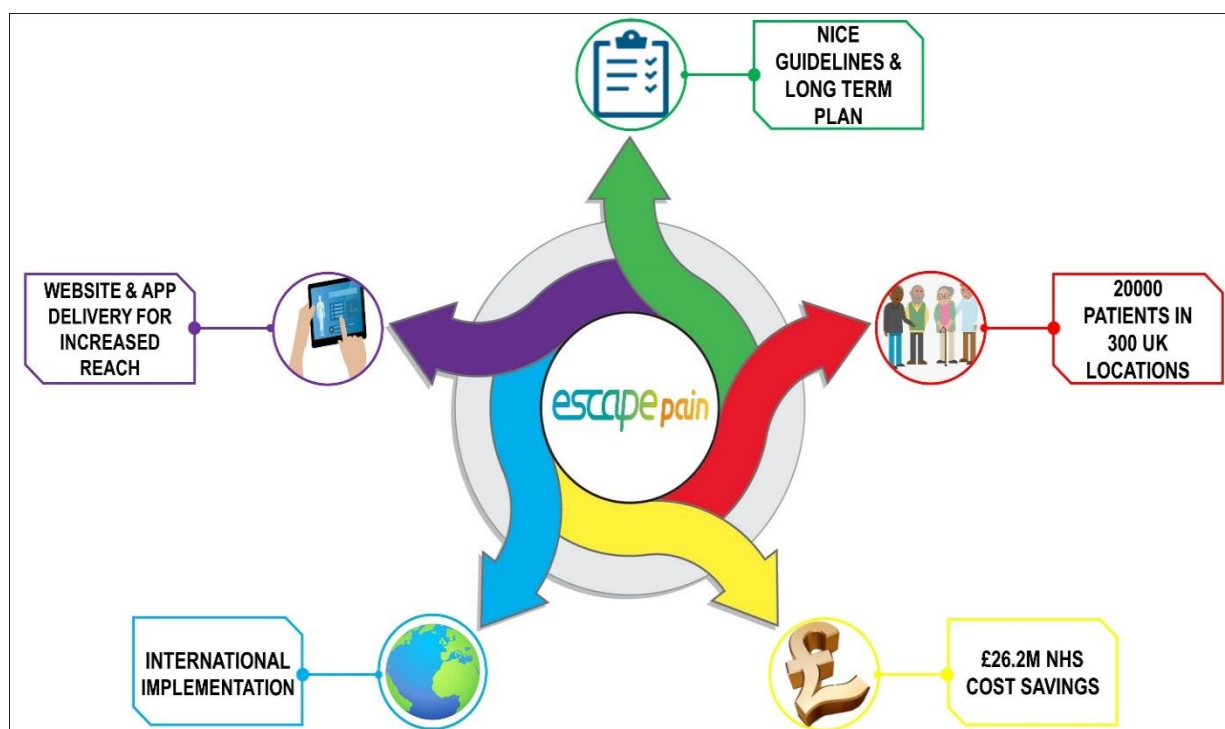 NICE
GUIDELINES &
LONG TERM
PLAN
WEBSITE & APP
DELIVERY FOR
INCREASED
REACH
20000
PATIENTS IN
300 UK
LOCATIONS
escape pain
INTERNATIONAL
IMPLEMENTATION
£26.2M NHS
COST SAVINGS